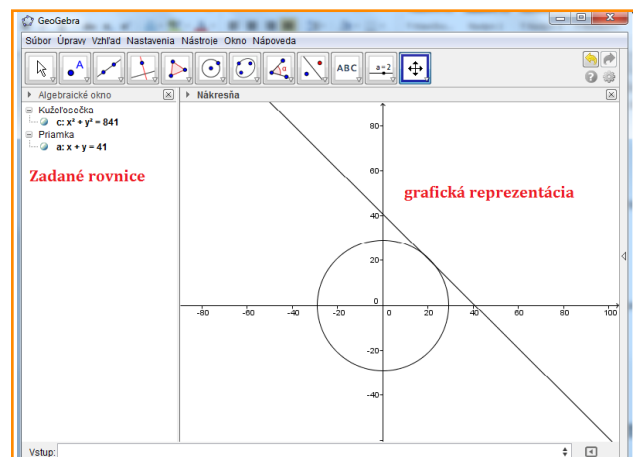 GeoGebra
Súbor Úpravy Vzhľad Nastavenia Nástroje Okno Nápoveda
A
α
ABC
a=2
?
Algebraické okno
Nákresňa
Kužeľosečka
c: x² + y² = 841
Priamka
a: x + y = 41
Zadané rovnice
grafická reprezentácia
80
60
40
20
0
-80 -60 -40 -20 0 20 40 60 80 100
-20
-40
Vstup: